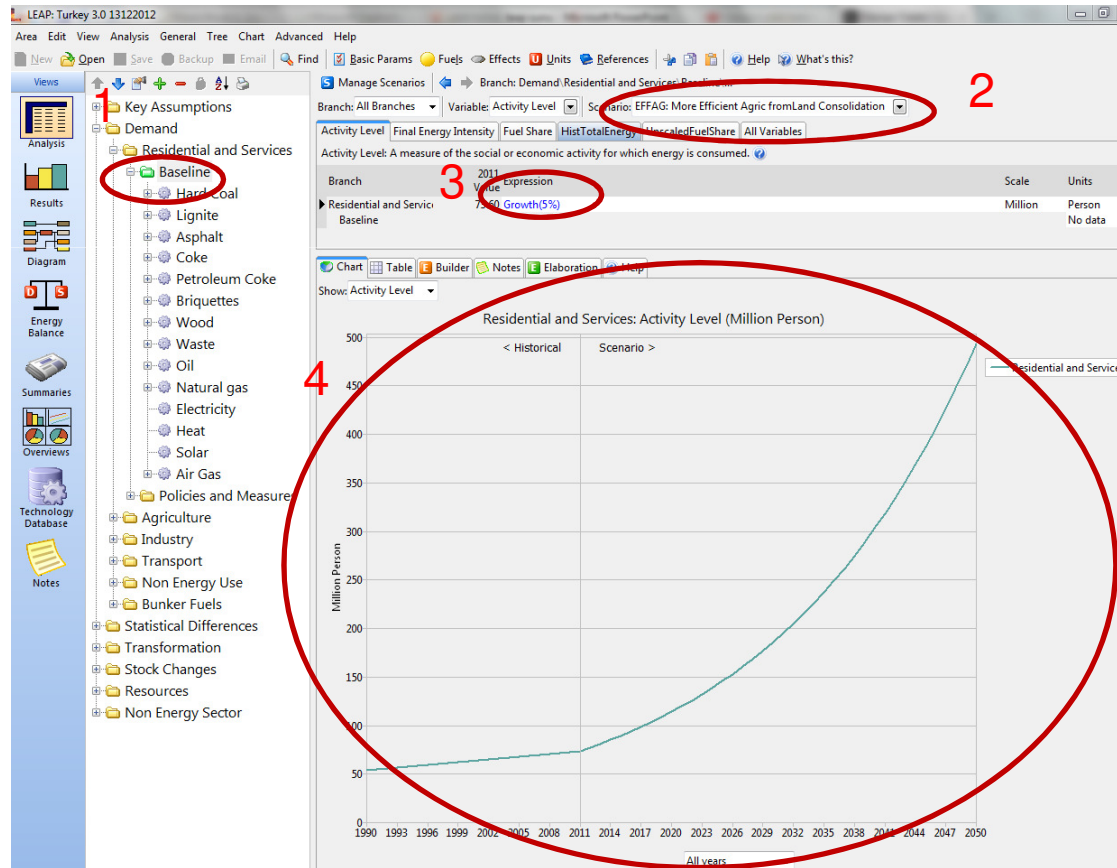 LEAP: Turkey 3.0 13122012
Area Edit View Analysis General Tree Chart Advanced Help
New Open Save Backup Email Find Basic Params Fuels Effects Units References Help What's this?
Views
Analysis
Results
Diagram
Energy Balance
Summaries
Overviews
Technology Database
Notes
1
Key Assumptions
Demand
Residential and Services
Baseline
Hard Coal
Lignite
Asphalt
Coke
Petroleum Coke
Briquettes
Wood
Waste
Oil
Natural gas
Electricity
Heat
Solar
Air Gas
Policies and Measures
Agriculture
Industry
Transport
Non Energy Use
Bunker Fuels
Statistical Differences
Transformation
Stock Changes
Resources
Non Energy Sector
S Manage Scenarios Branch: Demand\Residential and Services\Baseline
2
Branch: All Branches Variable: Activity Level Scenario: EFFAG: More Efficient Agric fromLand Consolidation
Activity Level Final Energy Intensity Fuel Share HistTotalEnergy UnscaledFuelShare All Variables
Activity Level: A measure of the social or economic activity for which energy is consumed.
3
Branch 2011 Value Expression Scale Units
Residential and Service 73.60 Growth(5%) Million Person
Baseline No data
Chart Table Builder Notes Elaboration Help
Show: Activity Level
4
Residential and Services: Activity Level (Million Person)
< Historical Scenario >
Residential and Service
Million Person
500
450
400
350
300
250
200
150
100
50
0
1990 1993 1996 1999 2002 2005 2008 2011 2014 2017 2020 2023 2026 2029 2032 2035 2038 2041 2044 2047 2050
All years